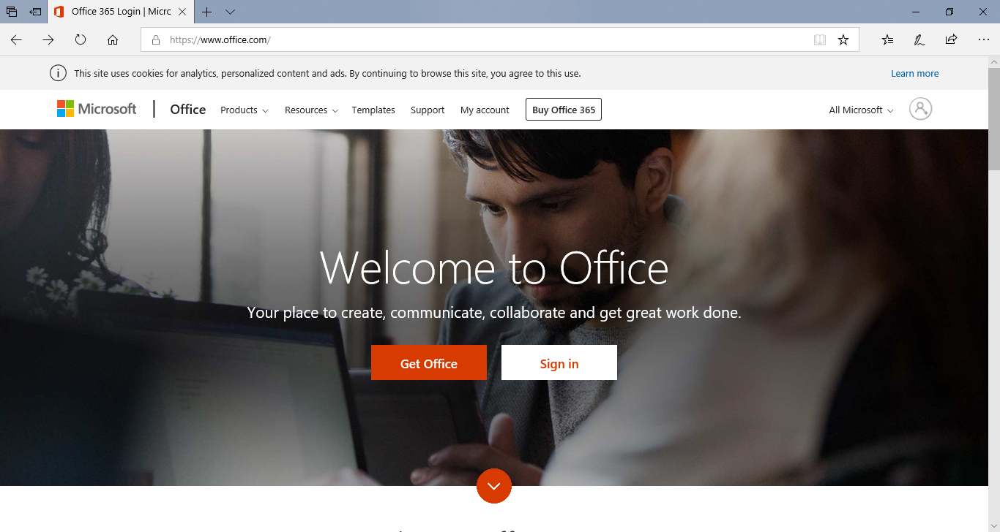 Office 365 Login | Micr
https://www.office.com/
This site uses cookies for analytics, personalized content and ads. By continuing to browse this site, you agree to this use.
Learn more
Microsoft
Office
Products
Resources
Templates
Support
My account
Buy Office 365
All Microsoft
Welcome to Office
Your place to create, communicate, collaborate and get great work done.
Get Office
Sign in